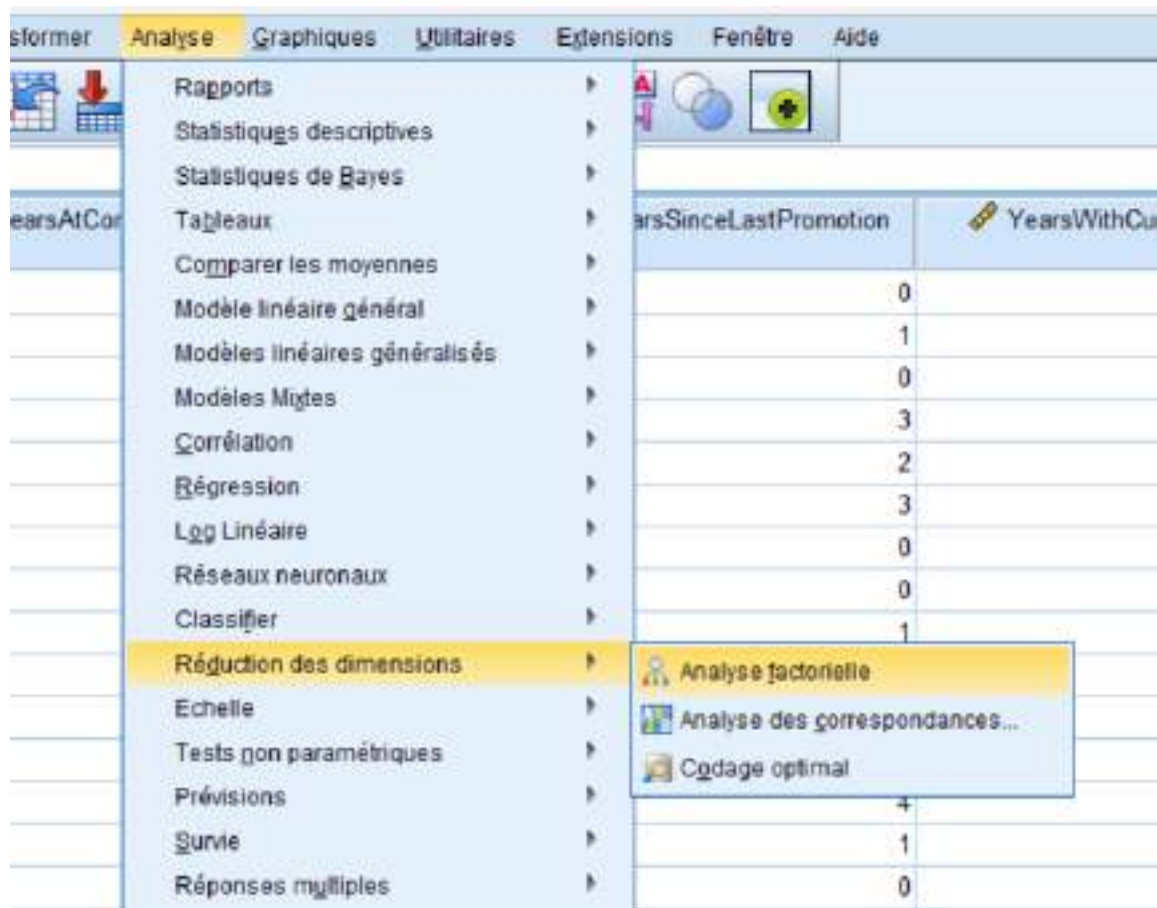 sformer Analyse Graphiques Utilitaires Extensions Fenêtre Aide
Rapports
Statistiques descriptives
Statistiques de Bayes
earsAtCor Tableaux arsSinceLastPromotion YearsWithCu
Comparer les moyennes
0
Modèle linéaire général
1
Modèles linéaires généralisés
0
Modèles Mixtes
3
Corrélation
2
Régression
3
Log Linéaire
0
Réseaux neuronaux
0
Classifier
1
Réduction des dimensions
Analyse factorielle
Echelle
Analyse des correspondances...
Tests non paramétriques
Codage optimal
Prévisions
4
Survie
1
Réponses multiples
0